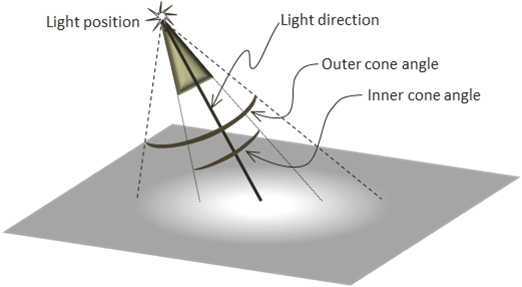 Light position
Light direction
Outer cone angle
Inner cone angle